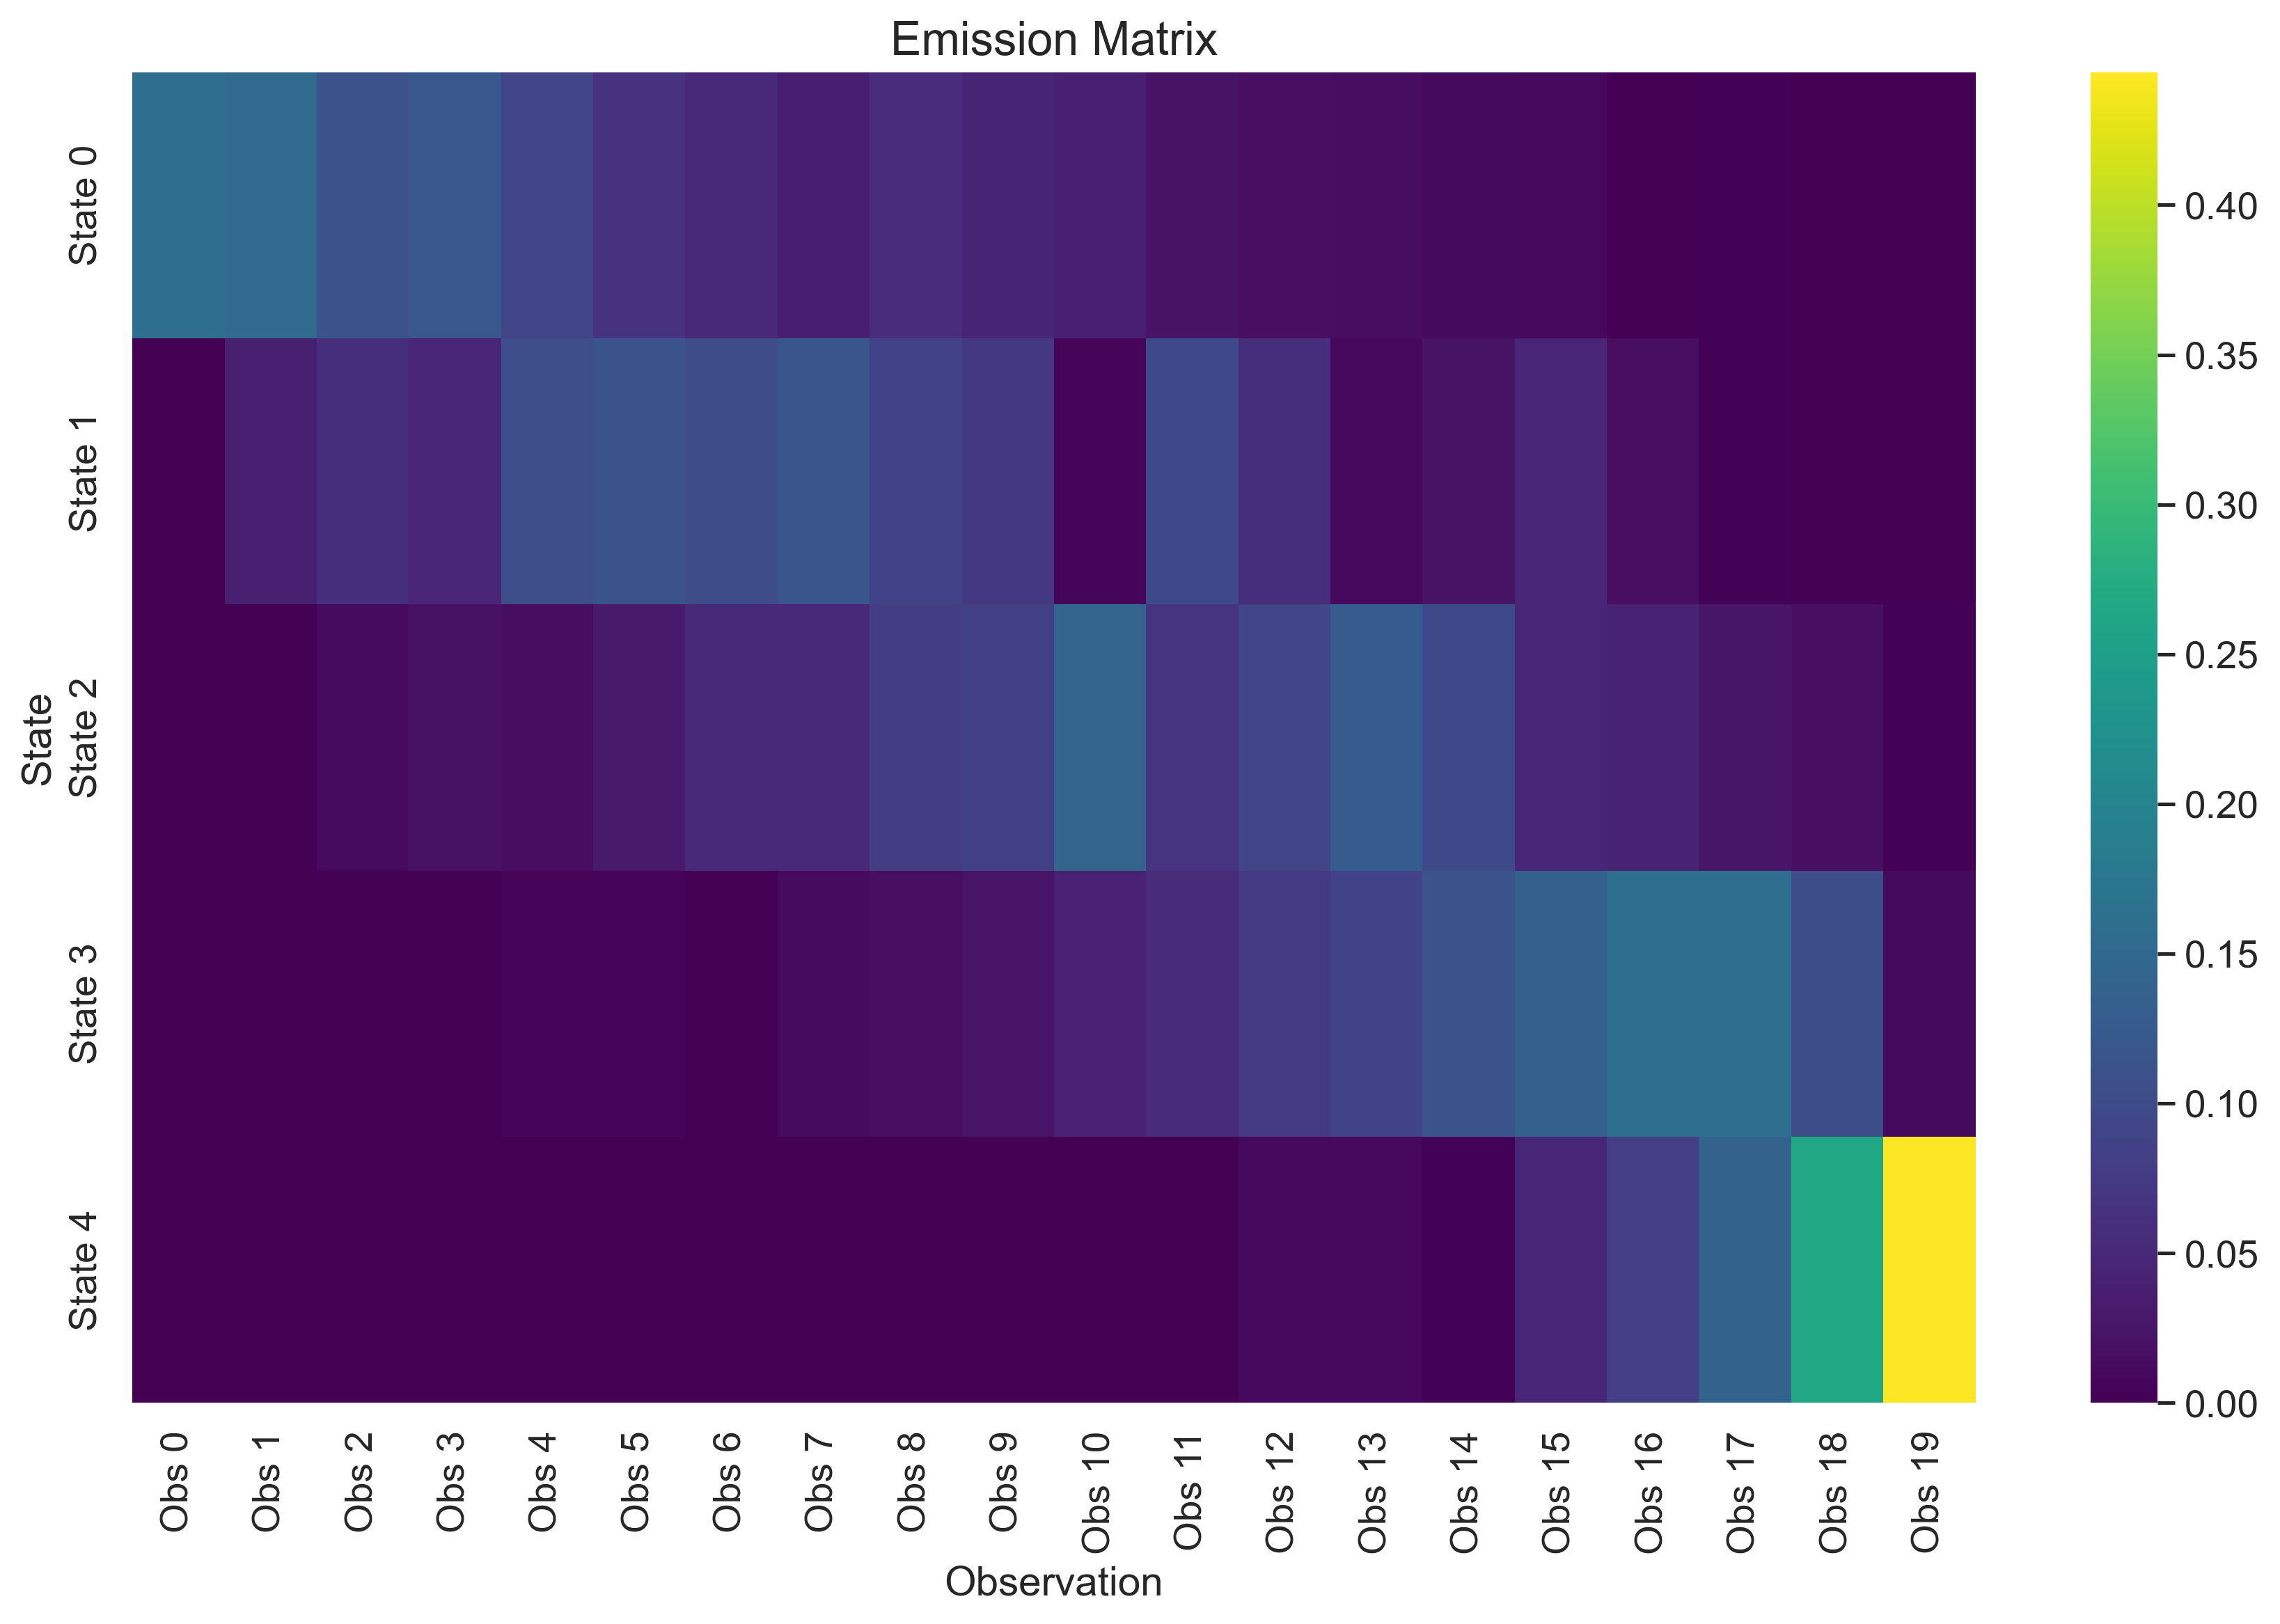 Emission Matrix
State
State 0
State 1
State 2
State 3
State 4
Obs 0
Obs 1
Obs 2
Obs 3
Obs 4
Obs 5
Obs 6
Obs 7
Obs 8
Obs 9
Obs 10
Obs 11
Obs 12
Obs 13
Obs 14
Obs 15
Obs 16
Obs 17
Obs 18
Obs 19
Observation
0.40
0.35
0.30
0.25
0.20
0.15
0.10
0.05
0.00